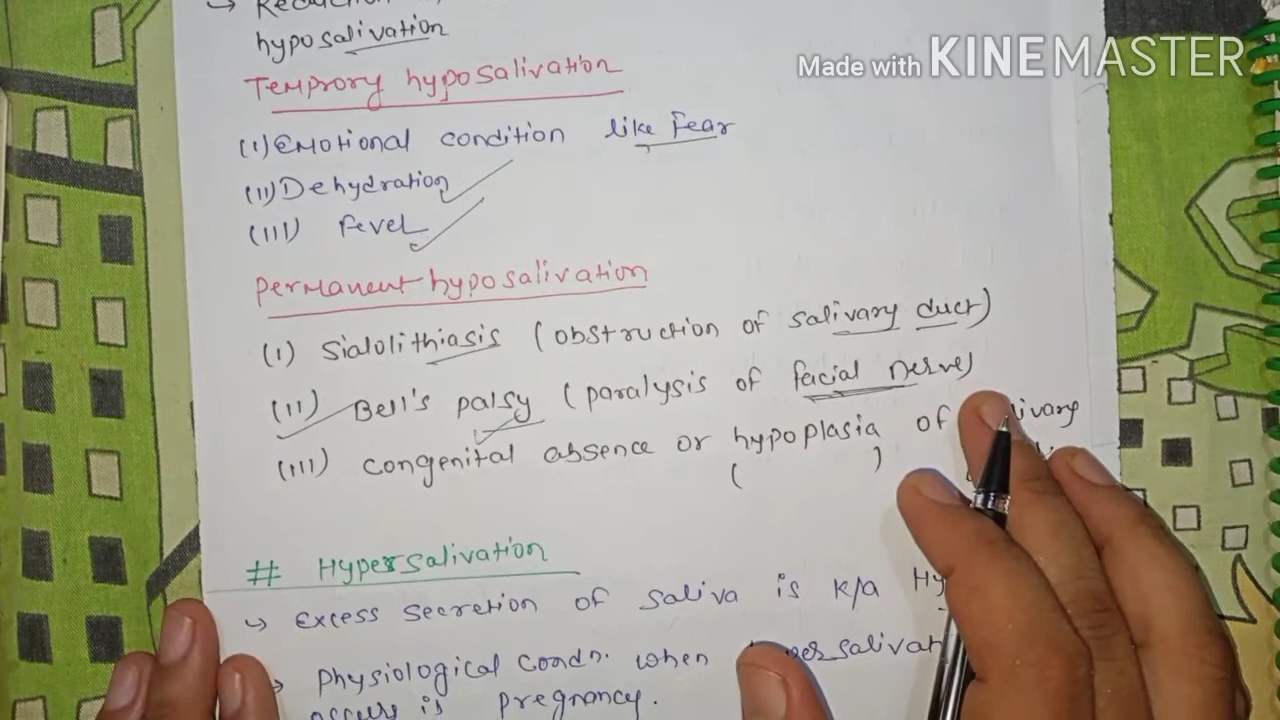 hyposalivation
Made with KINEMASTER
Temprory hyposalivation
(I) Emotional condition like fear
(II) Dehydration
(III) Fever
Permanent hyposalivation
(I) Sialolithiasis (obstruction of salivary duct)
(II) Bell's palsy (paralysis of facial nerve)
(III) congenital absence or hypoplasia of
( )
# Hypersalivation
↳ Excess secretion of saliva is k/a Hy
Physiological Condn. when
occurs is pregnancy.